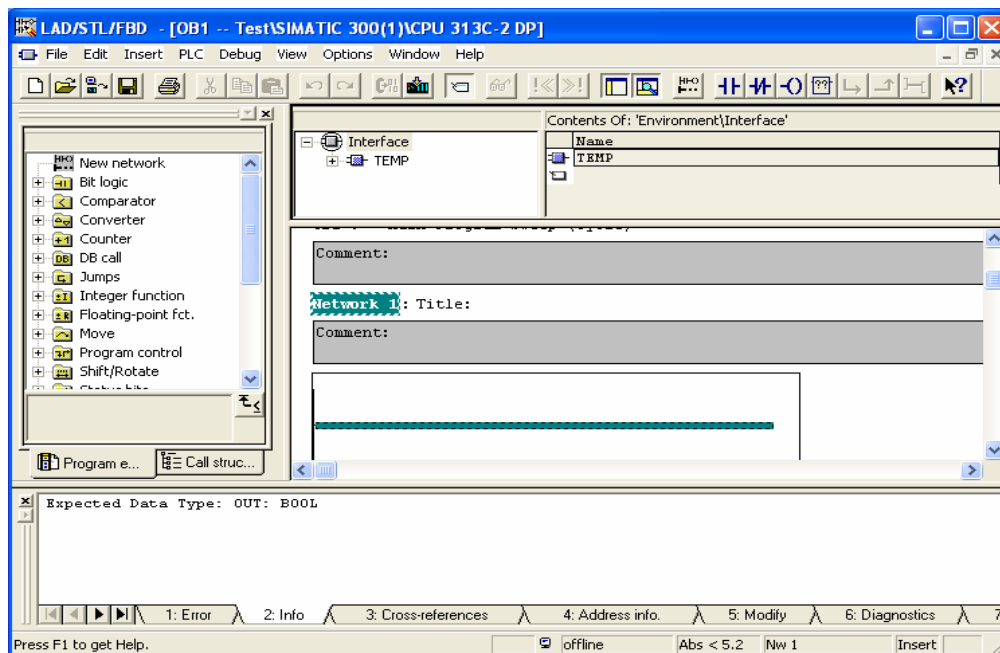 LAD/STL/FBD - [OB1 -- Test\SIMATIC 300(1)\CPU 313C-2 DP]
File Edit Insert PLC Debug View Options Window Help
New network
Bit logic
Comparator
Converter
Counter
DB call
Jumps
Integer function
Floating-point fct.
Move
Program control
Shift/Rotate
Program e... Call struc...
Interface
TEMP
Contents Of: 'Environment\Interface'
Name
TEMP
Comment:
Network 1: Title:
Comment:
Expected Data Type: OUT: BOOL
1: Error 2: Info 3: Cross-references 4: Address info. 5: Modify 6: Diagnostics 7
Press F1 to get Help. offline Abs < 5.2 Nw 1 Insert